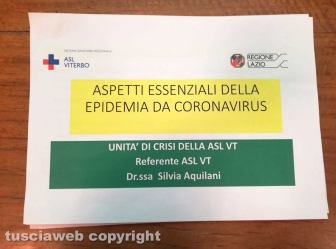 ASL
VITERBO
REGIONE
LAZIO
ASPETTI ESSENZIALI DELLA
EPIDEMIA DA CORONAVIRUS
UNITA' DI CRISI DELLA ASL VT
Referente ASL VT
Dr.ssa Silvia Aquilani
tusciaweb copyright